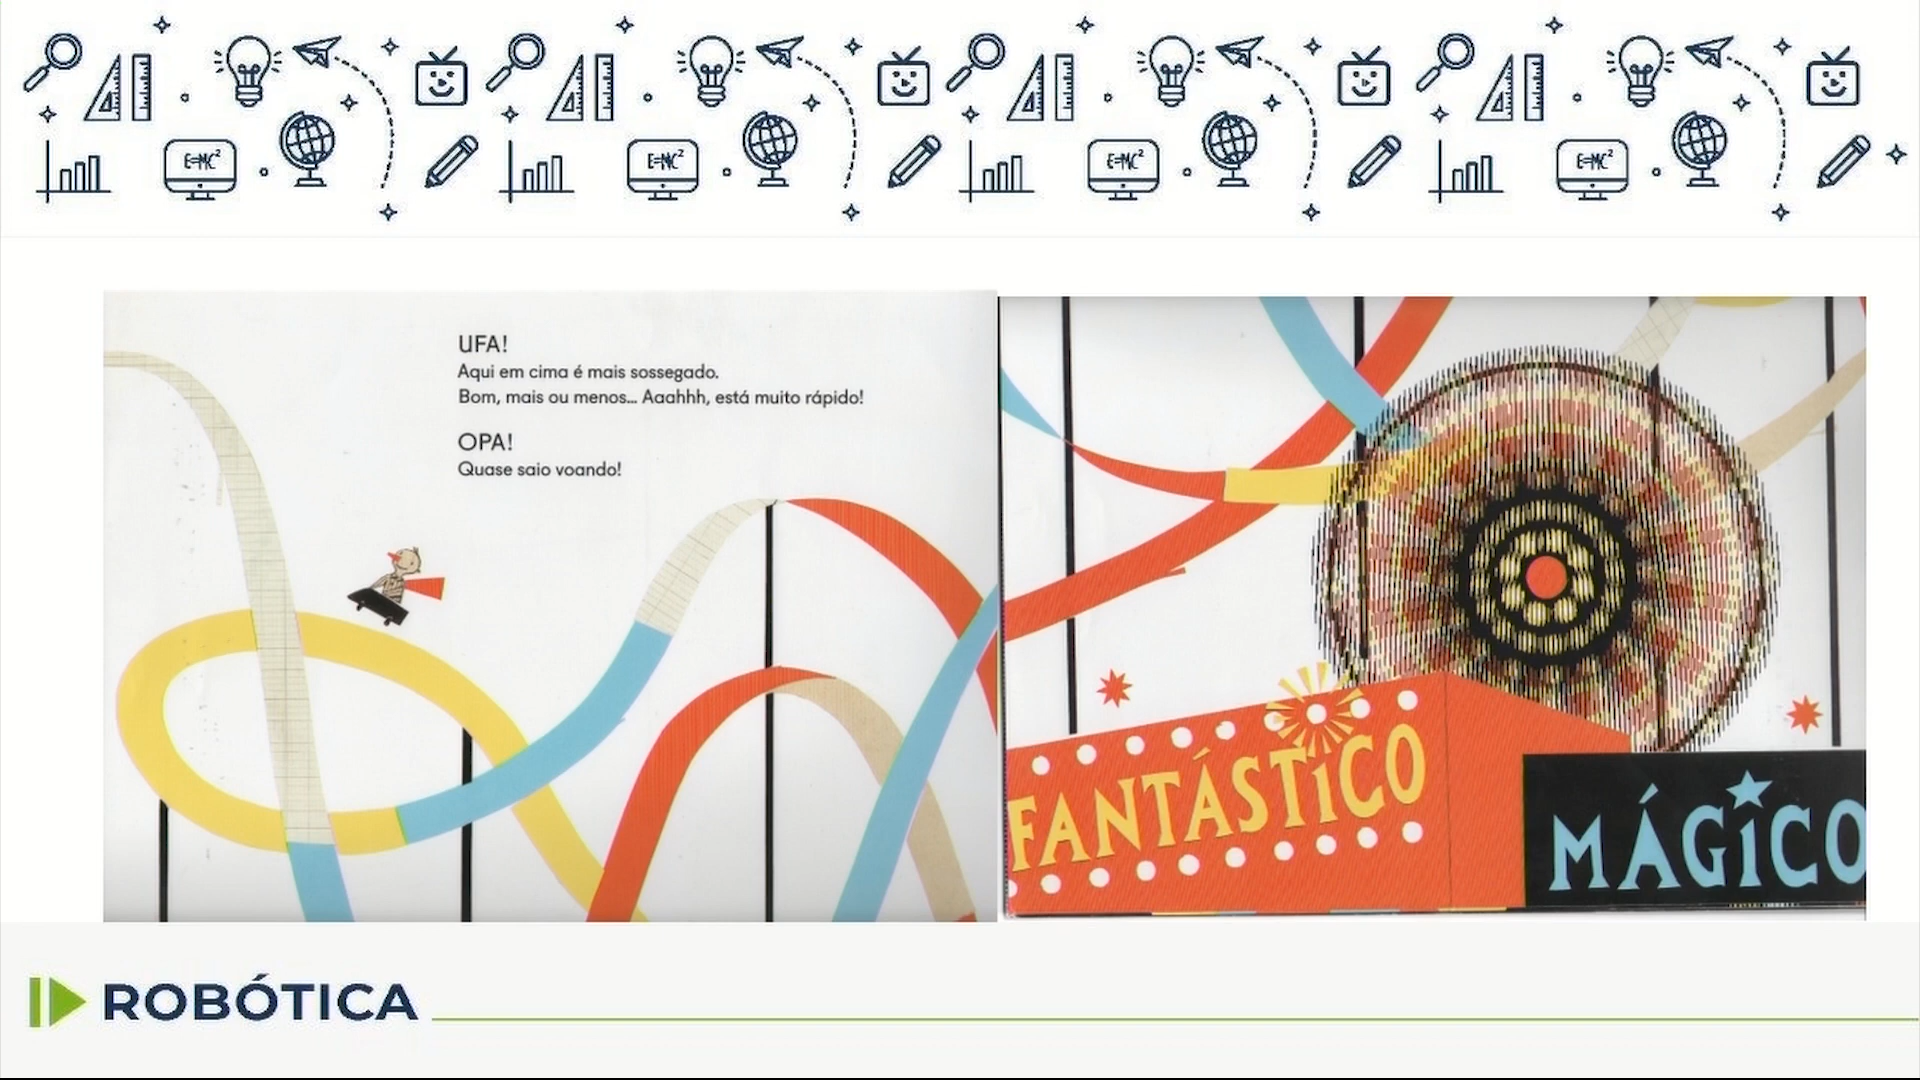 E=MC²
E=MC²
E=MC²
E=MC²
UFA!
Aqui em cima é mais sossegado.
Bom, mais ou menos... Aaahhh, está muito rápido!
OPA!
Quase saio voando!
FANTÁSTICO
MÁGICO
ROBÓTICA